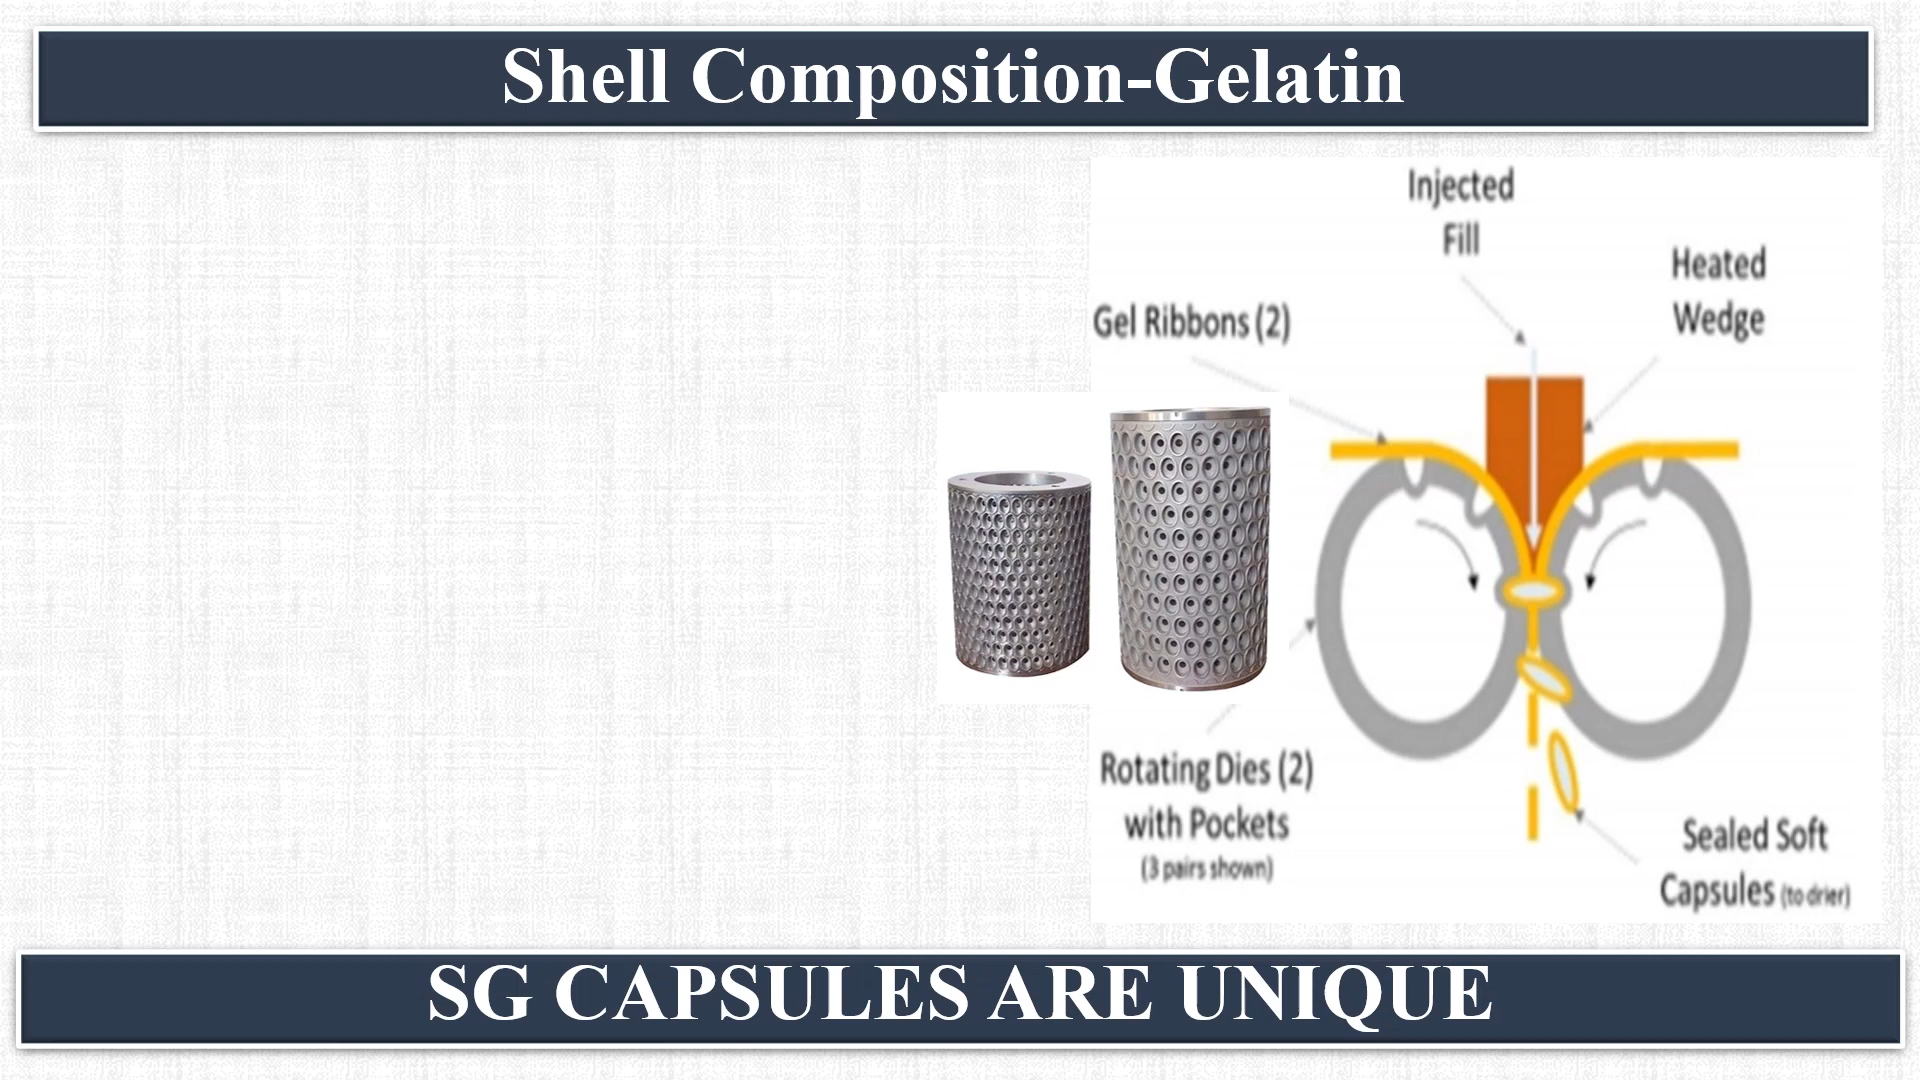 Shell Composition-Gelatin
Injected
Fill
Heated
Wedge
Gel Ribbons (2)
Rotating Dies (2)
with Pockets
(3 pairs shown)
Sealed Soft
Capsules (to drier)
SG CAPSULES ARE UNIQUE